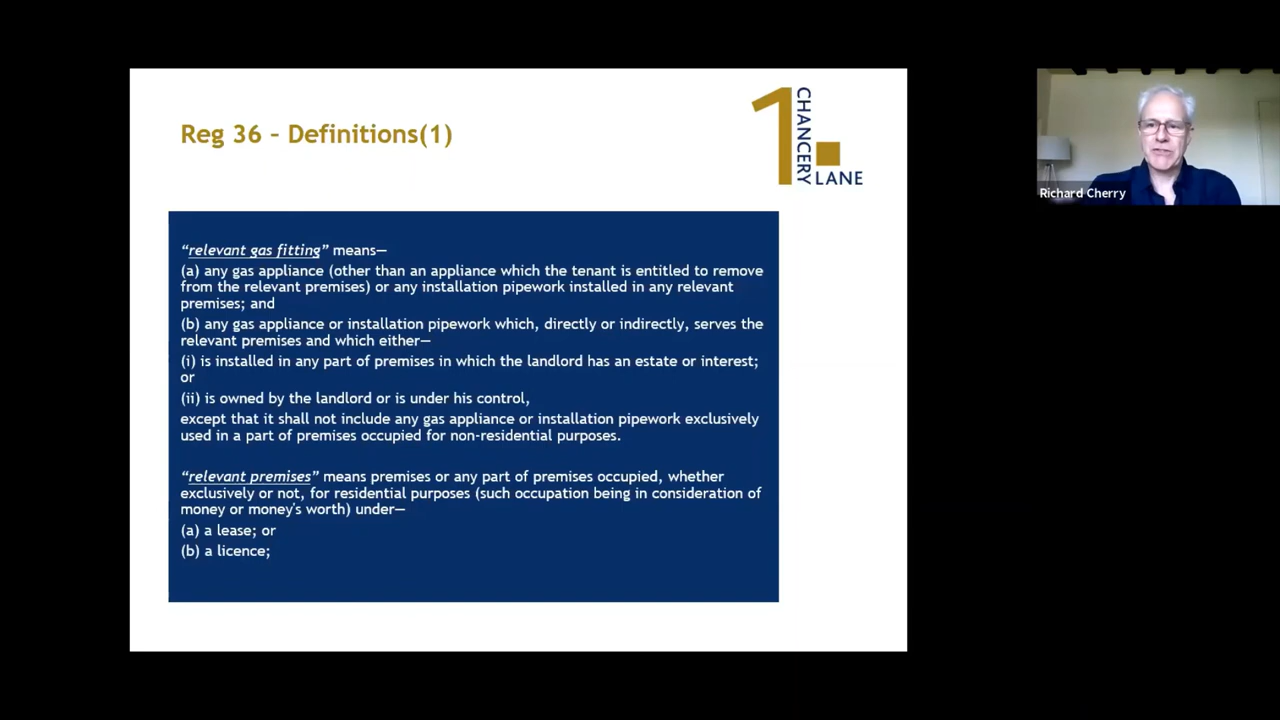 Reg 36 – Definitions(1)
1 CHANCERY LANE
“relevant gas fitting” means—
(a) any gas appliance (other than an appliance which the tenant is entitled to remove
from the relevant premises) or any installation pipework installed in any relevant
premises; and
(b) any gas appliance or installation pipework which, directly or indirectly, serves the
relevant premises and which either—
(i) is installed in any part of premises in which the landlord has an estate or interest;
or
(ii) is owned by the landlord or is under his control,
except that it shall not include any gas appliance or installation pipework exclusively
used in a part of premises occupied for non-residential purposes.
“relevant premises” means premises or any part of premises occupied, whether
exclusively or not, for residential purposes (such occupation being in consideration of
money or money's worth) under—
(a) a lease; or
(b) a licence;
Richard Cherry